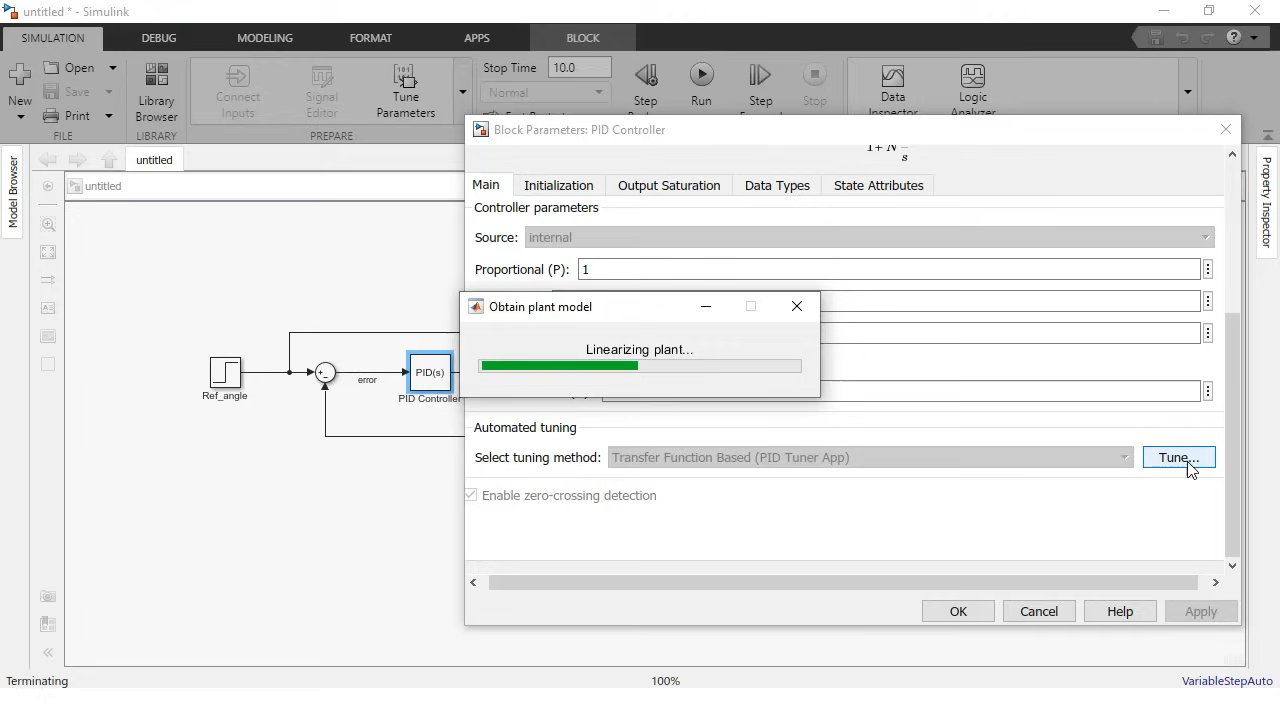 untitled * - Simulink
SIMULATION
DEBUG
MODELING
FORMAT
APPS
BLOCK
New
Open
Save
Print
FILE
Library
Browser
LIBRARY
Connect
Inputs
Signal
Editor
Tune
Parameters
PREPARE
Stop Time
10.0
Normal
Step
Run
Step
Stop
Data
Inspector
Logic
Analyzer
Model Browser
untitled
untitled
Property Inspector
Block Parameters: PID Controller
1+ N
s
Main
Initialization
Output Saturation
Data Types
State Attributes
Controller parameters
Source:
internal
Proportional (P):
1
Obtain plant model
Linearizing plant...
Automated tuning
Select tuning method:
Transfer Function Based (PID Tuner App)
Tune...
Enable zero-crossing detection
OK
Cancel
Help
Apply
Ref_angle
+
−
error
PID(s)
PID Controller
Terminating
100%
VariableStepAuto